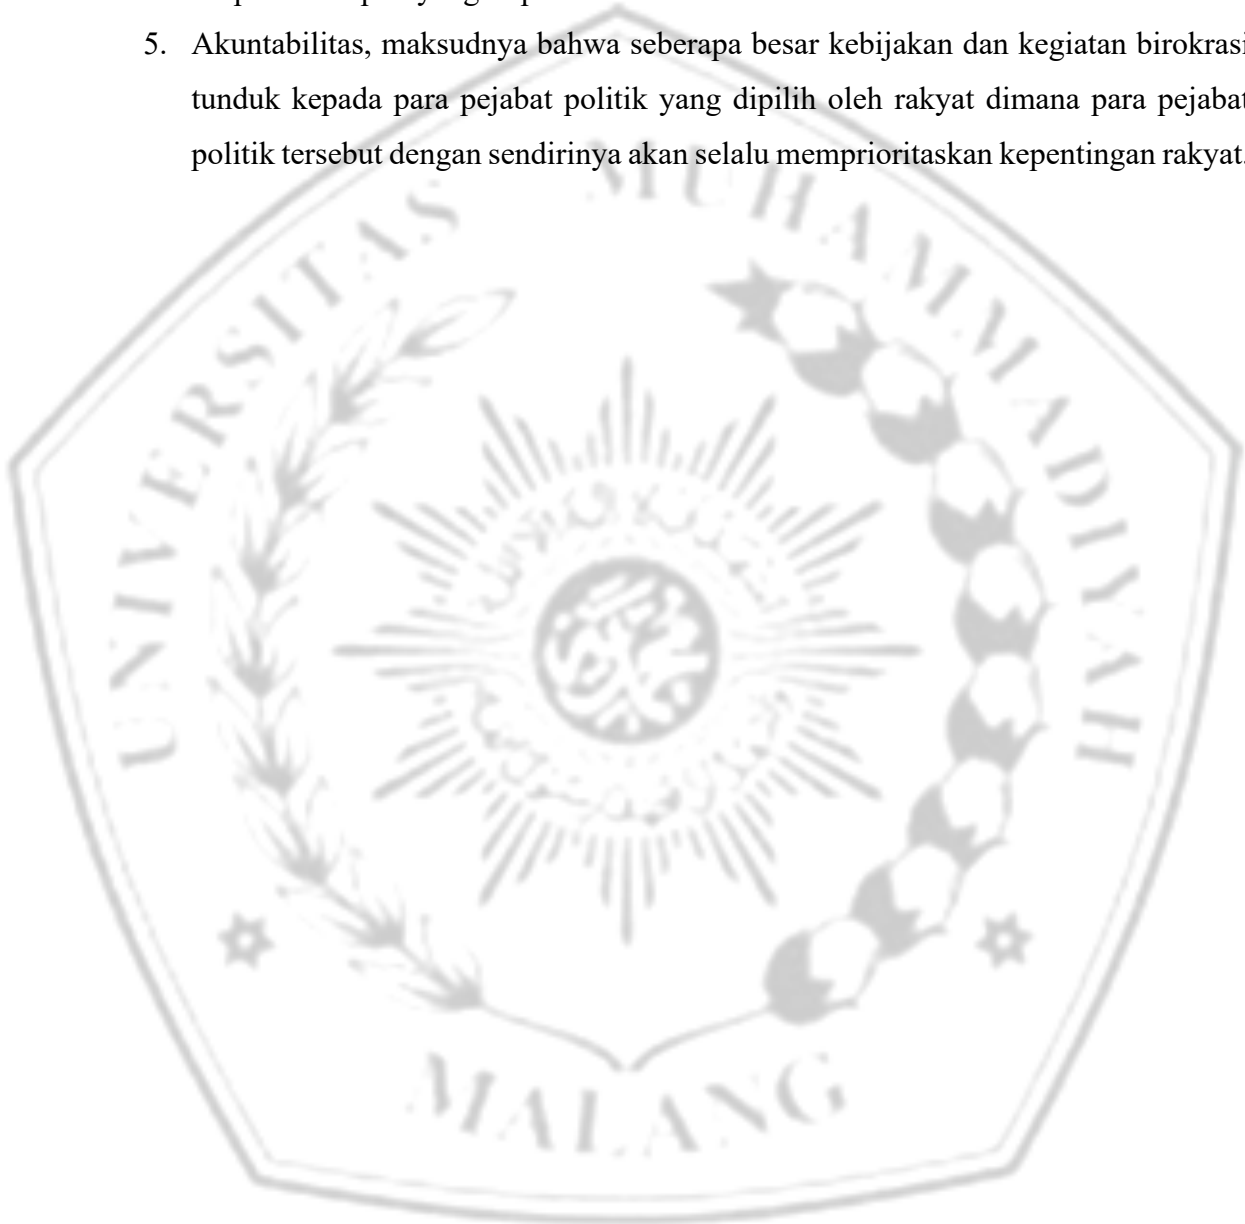 5. Akuntabilitas, maksudnya bahwa seberapa besar kebijakan dan kegiatan birokrasi
tunduk kepada para pejabat politik yang dipilih oleh rakyat dimana para pejabat
politik tersebut dengan sendirinya akan selalu memprioritaskan kepentingan rakyat.
UNIVERSITAS MUHAMMADIYAH
MALANG